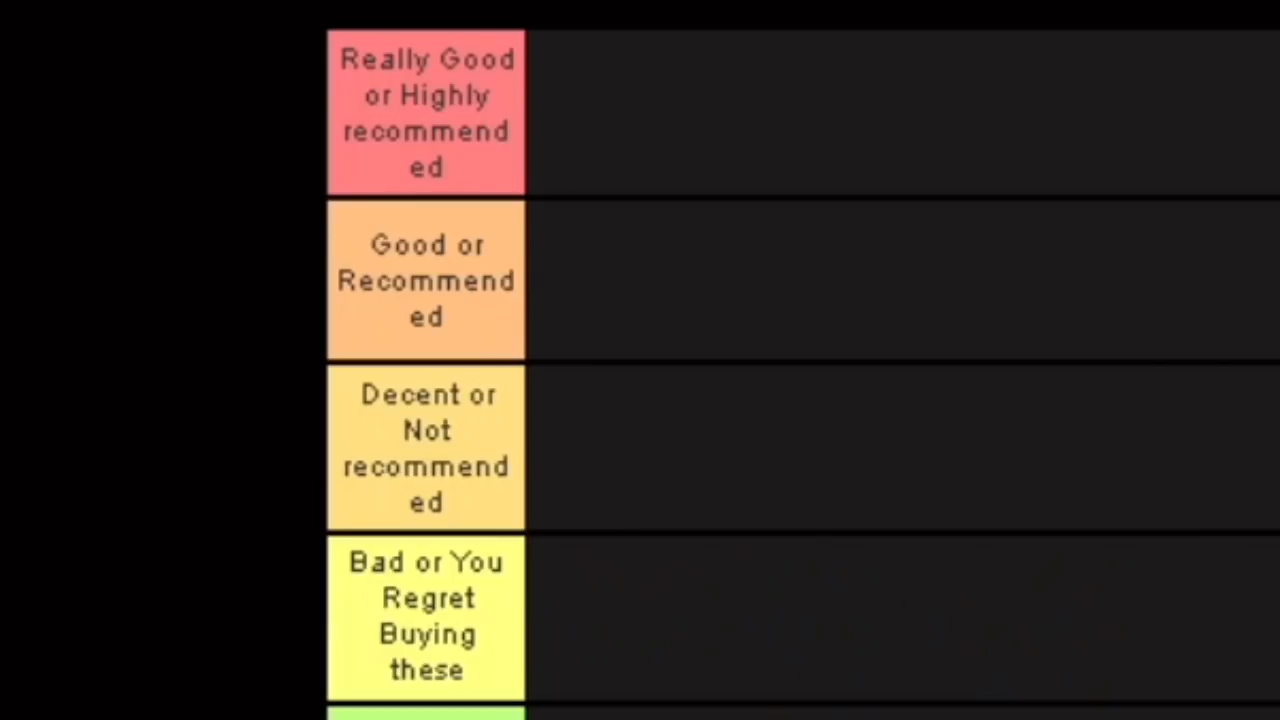 Really Good
or Highly
recommend
ed
Good or
Recommend
ed
Decent or
Not
recommend
ed
Bad or You
Regret
Buying
these